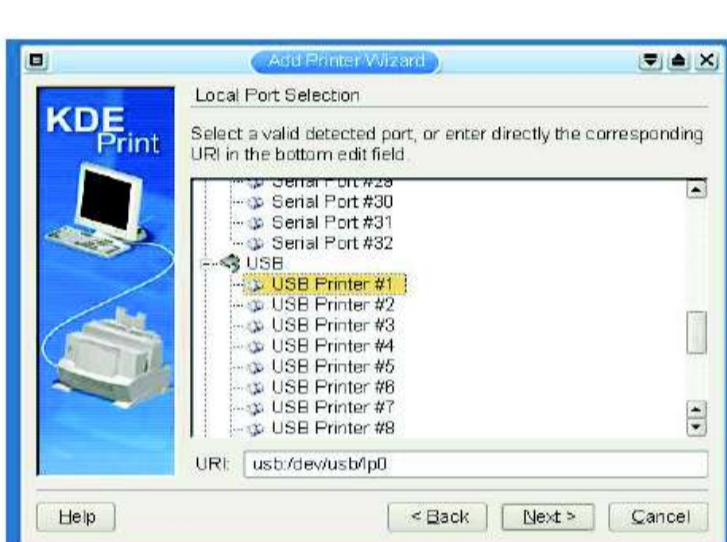 Add Printer Wizard
KDE
Print
Local Port Selection
Select a valid detected port, or enter directly the corresponding
URI in the bottom edit field.
Serial Port #29
Serial Port #30
Serial Port #31
Serial Port #32
USB
USB Printer #1
USB Printer #2
USB Printer #3
USB Printer #4
USB Printer #5
USB Printer #6
USB Printer #7
USB Printer #8
URI: usb:/dev/usb/lp0
Help < Back Next > Cancel